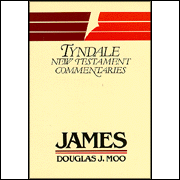 TYNDALE
NEW TESTAMENT
COMMENTARIES
JAMES
DOUGLAS J. MOO